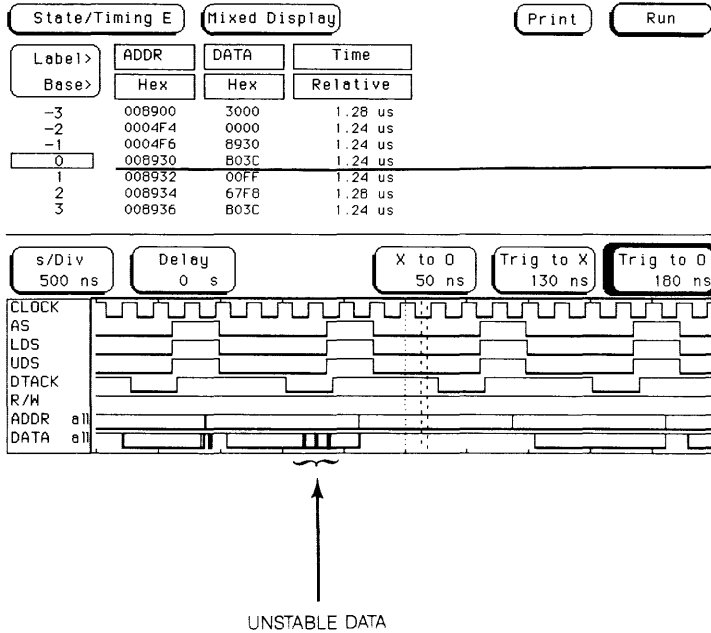 State/Timing E Mixed Display Print Run
Label> ADDR DATA Time
Base> Hex Hex Relative
-3 008900 3000 1.28 us
-2 0004F4 0000 1.24 us
-1 0004F6 8930 1.24 us
0 008930 B03C 1.24 us
1 008932 00FF 1.24 us
2 008934 67F8 1.28 us
3 008936 B03C 1.24 us
s/Div Delay X to O Trig to X Trig to O
500 ns 0 s 50 ns 130 ns 180 ns
CLOCK
AS
LDS
UDS
DTACK
R/W
ADDR all
DATA all
UNSTABLE DATA